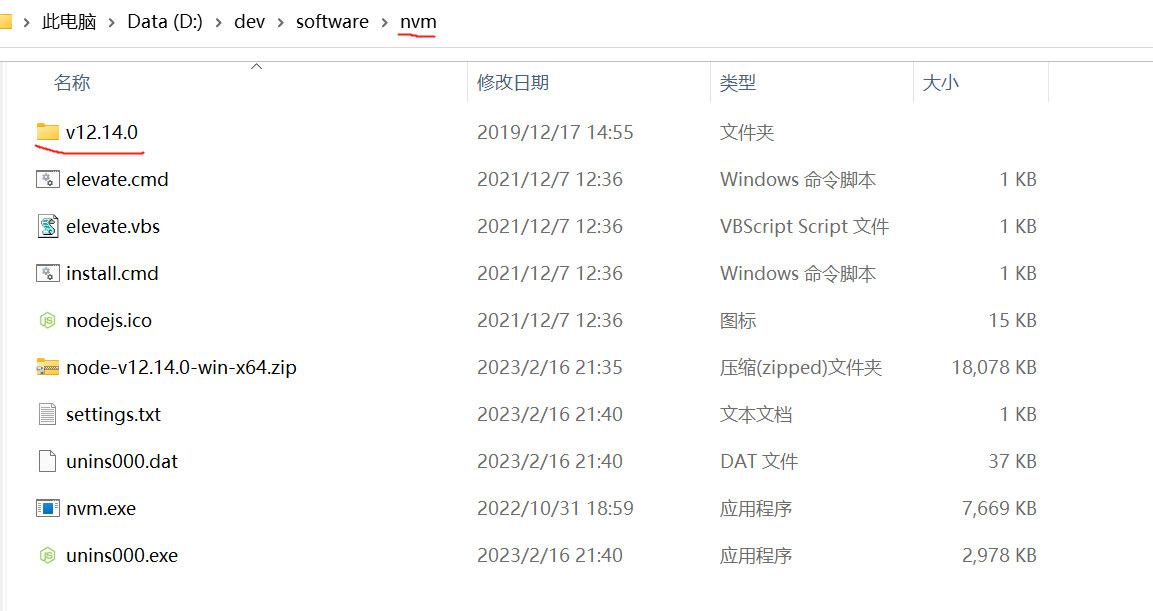 此电脑 > Data (D:) > dev > software > nvm
名称 修改日期 类型 大小
v12.14.0 2019/12/17 14:55 文件夹
elevate.cmd 2021/12/7 12:36 Windows 命令脚本 1 KB
elevate.vbs 2021/12/7 12:36 VBScript Script 文件 1 KB
install.cmd 2021/12/7 12:36 Windows 命令脚本 1 KB
nodejs.ico 2021/12/7 12:36 图标 15 KB
node-v12.14.0-win-x64.zip 2023/2/16 21:35 压缩(zipped)文件夹 18,078 KB
settings.txt 2023/2/16 21:40 文本文档 1 KB
unins000.dat 2023/2/16 21:40 DAT 文件 37 KB
nvm.exe 2022/10/31 18:59 应用程序 7,669 KB
unins000.exe 2023/2/16 21:40 应用程序 2,978 KB